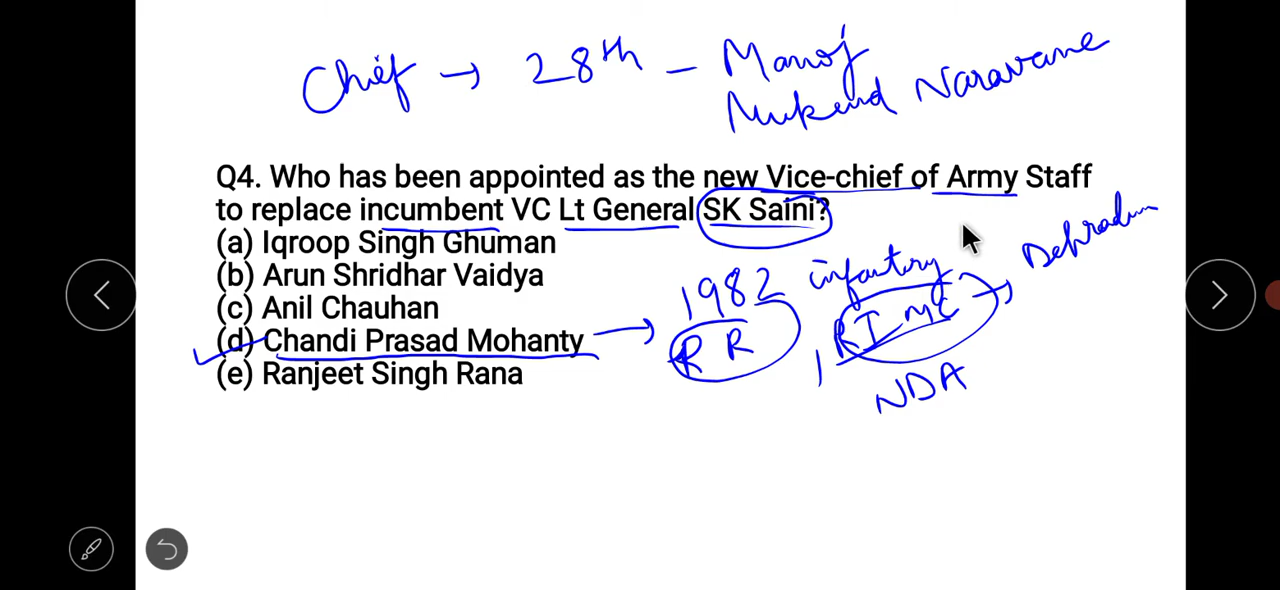 Chief → 28th - Manoj
Mukund Naravane
Q4. Who has been appointed as the new Vice-chief of Army Staff
to replace incumbent VC Lt General SK Saini?
(a) Iqroop Singh Ghuman
(b) Arun Shridhar Vaidya
(c) Anil Chauhan
(d) Chandi Prasad Mohanty
(e) Ranjeet Singh Rana
1982 infantory
RR
RIMC → Dehradun
NDA